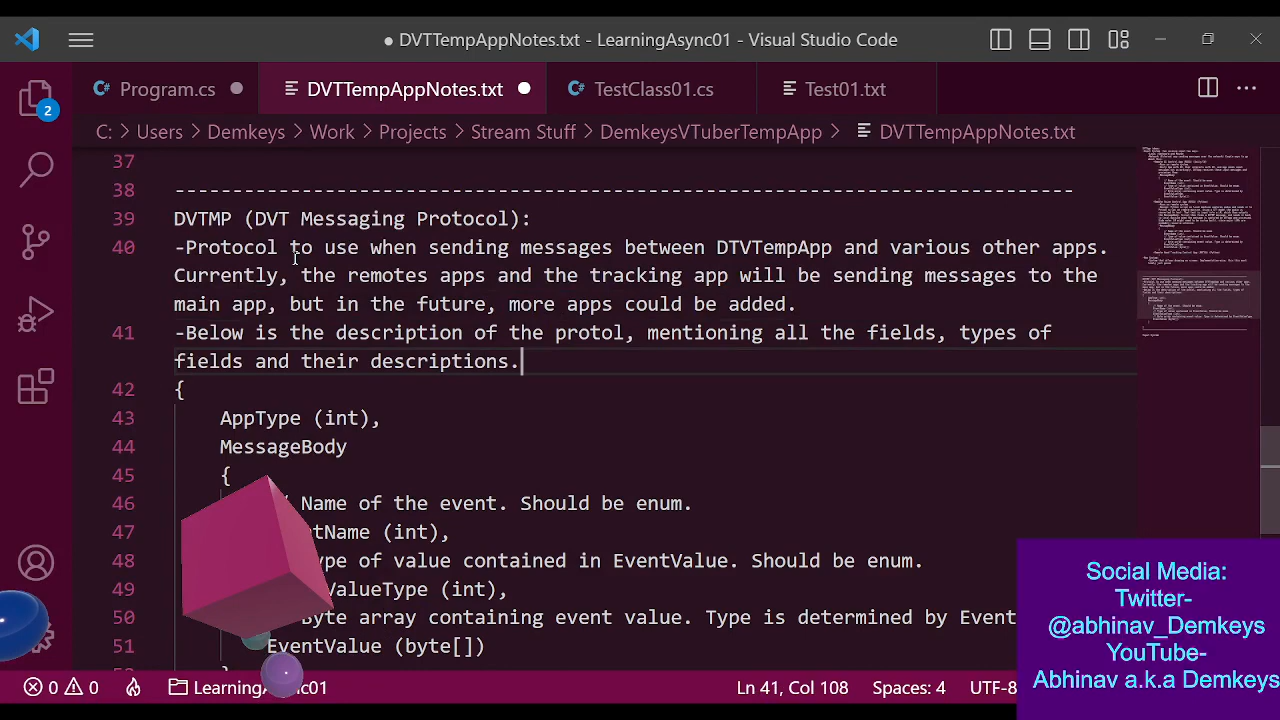 ● DVTTempAppNotes.txt - LearningAsync01 - Visual Studio Code
Program.cs
DVTTempAppNotes.txt
TestClass01.cs
Test01.txt
2
C: > Users > Demkeys > Work > Projects > Stream Stuff > DemkeysVTuberTempApp > DVTTempAppNotes.txt
37
38 ------------------------------------------------------------------------------
39 DVTMP (DVT Messaging Protocol):
40 -Protocol to use when sending messages between DTVTempApp and various other apps.
Currently, the remotes apps and the tracking app will be sending messages to the
main app, but in the future, more apps could be added.
41 -Below is the description of the protol, mentioning all the fields, types of
fields and their descriptions.
42 {
43 AppType (int),
44 MessageBody
45 {
46 Name of the event. Should be enum.
47 tName (int),
48 ype of value contained in EventValue. Should be enum.
49 ValueType (int),
50 Byte array containing event value. Type is determined by Event
51 EventValue (byte[])
Social Media:
Twitter-
@abhinav_Demkeys
YouTube-
Abhinav a.k.a Demkeys
0 0 LearningAsync01 Ln 41, Col 108 Spaces: 4 UTF-8